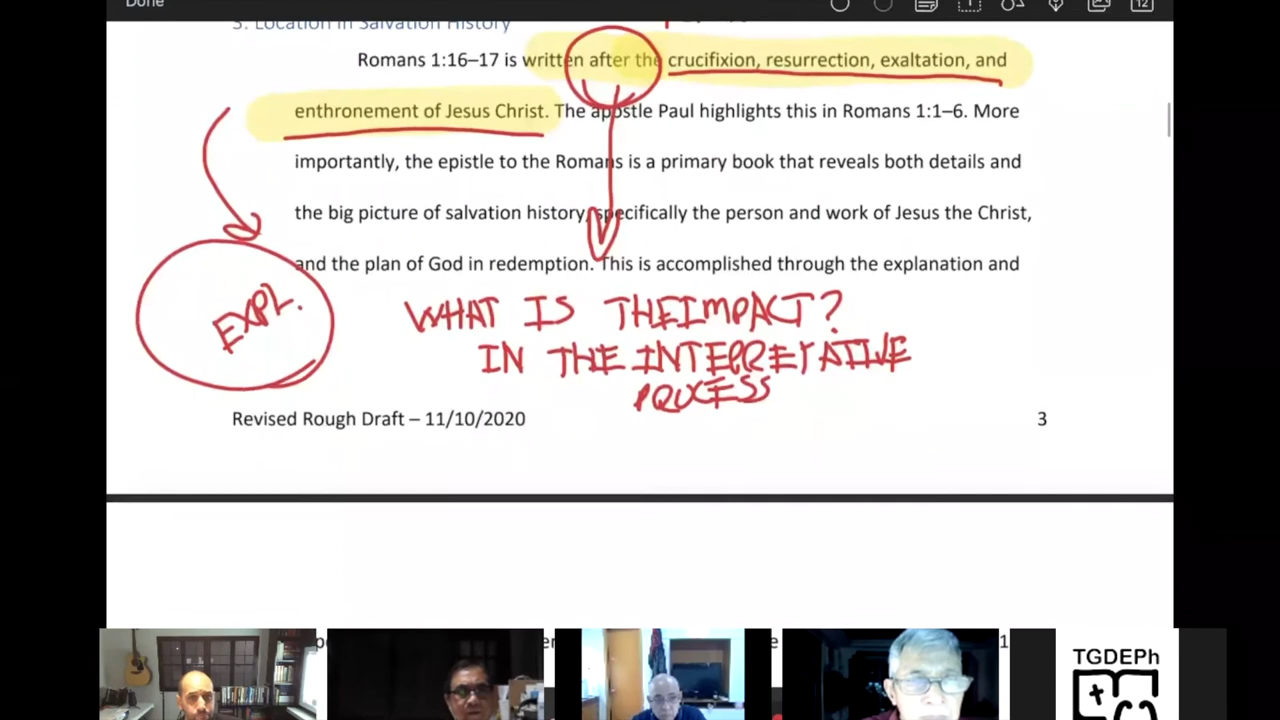 Done
3. Location in Salvation History
12
Romans 1:16–17 is written after the crucifixion, resurrection, exaltation, and
enthronement of Jesus Christ. The apostle Paul highlights this in Romans 1:1–6. More
importantly, the epistle to the Romans is a primary book that reveals both details and
the big picture of salvation history, specifically the person and work of Jesus the Christ,
and the plan of God in redemption. This is accomplished through the explanation and
EXPL.
WHAT IS THE IMPACT?
IN THE INTERPRETATIVE
PROCESS
Revised Rough Draft – 11/10/2020
3
TGDEPh